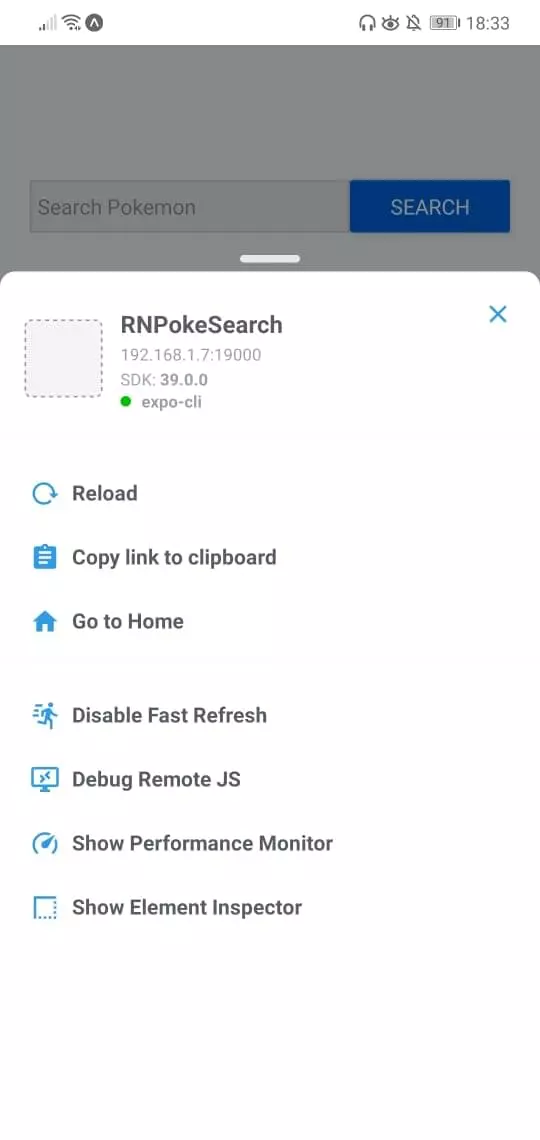 91 18:33
Search Pokemon SEARCH
RNPokeSearch
192.168.1.7:19000
SDK: 39.0.0
expo-cli
Reload
Copy link to clipboard
Go to Home
Disable Fast Refresh
Debug Remote JS
Show Performance Monitor
Show Element Inspector